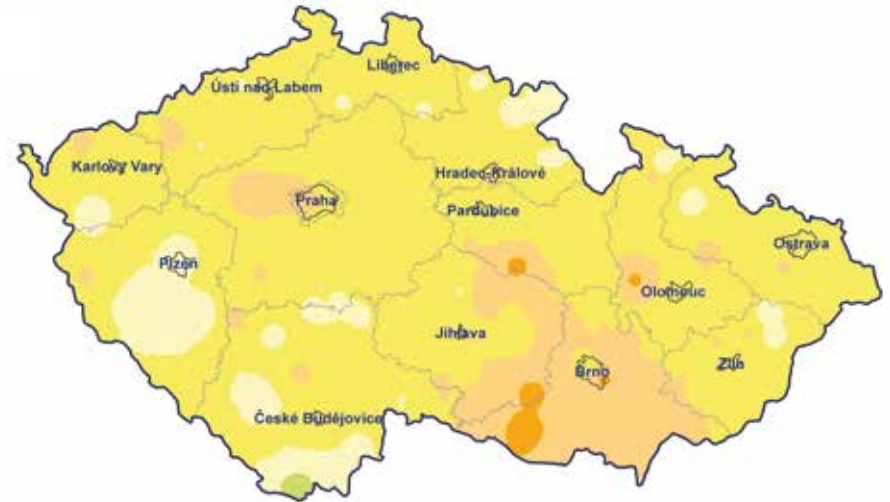 Liberec
Ústí nad Labem
Karlovy Vary
Hradec Králové
Praha
Pardubice
Ostrava
Plzeň
Olomouc
Jihlava
Zlín
Brno
České Budějovice